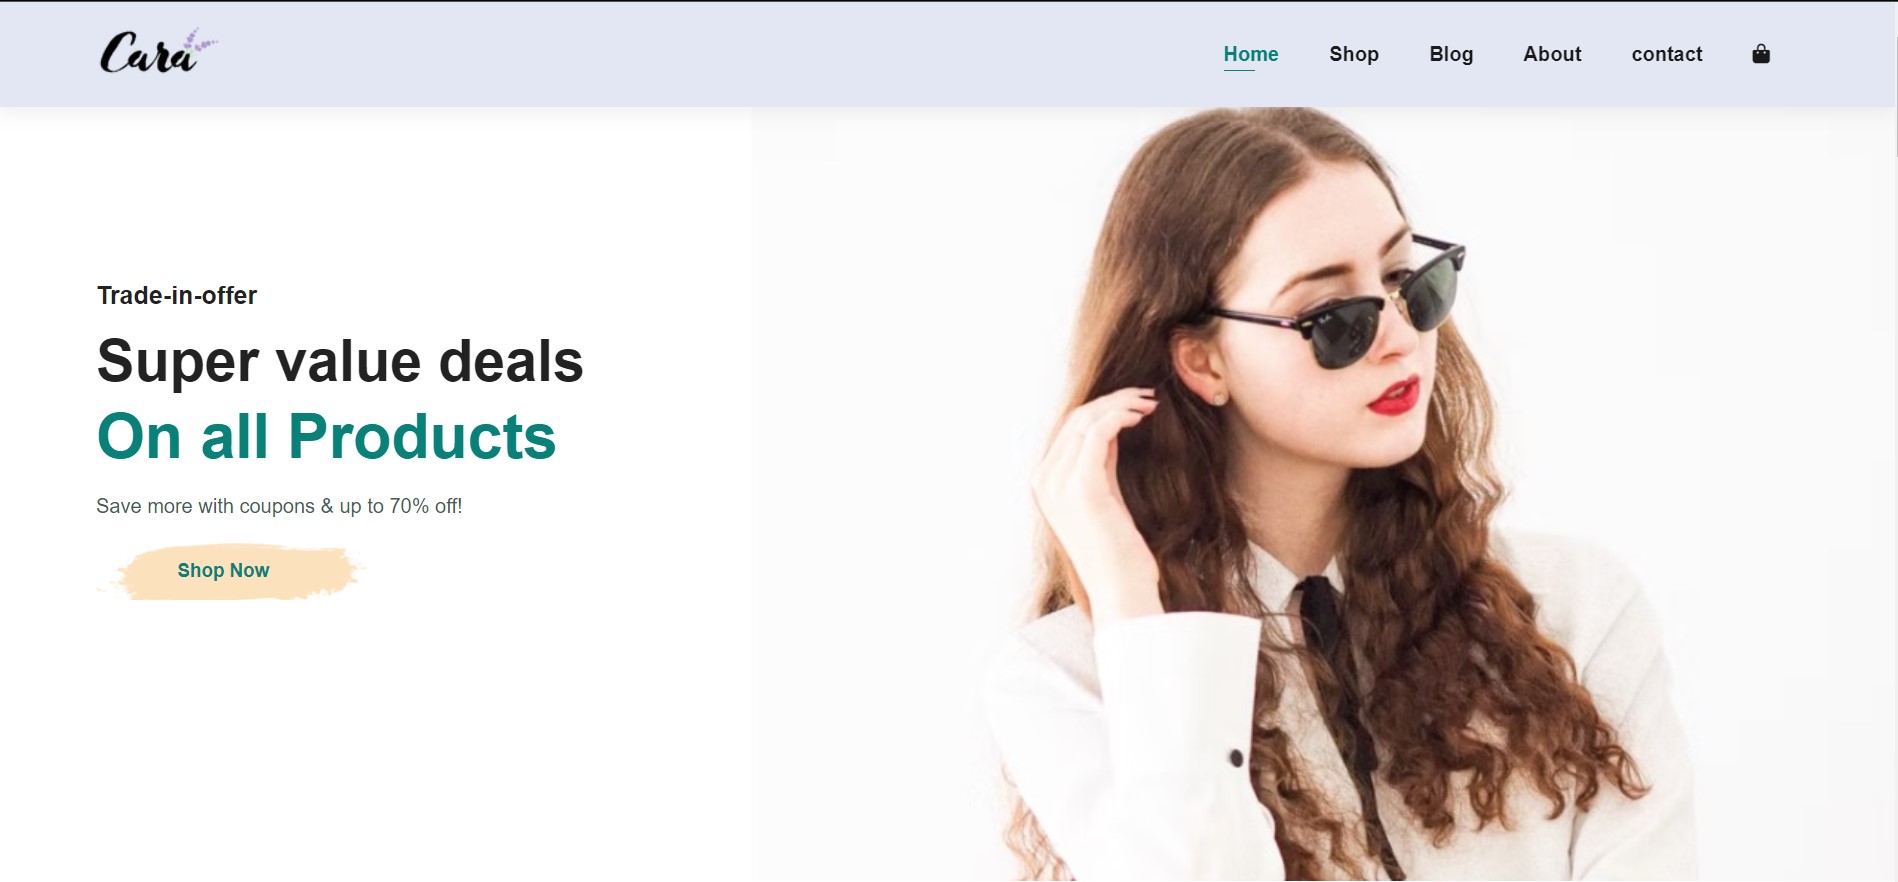 Cara
Home Shop Blog About contact
Trade-in-offer
Super value deals
On all Products
Save more with coupons & up to 70% off!
Shop Now